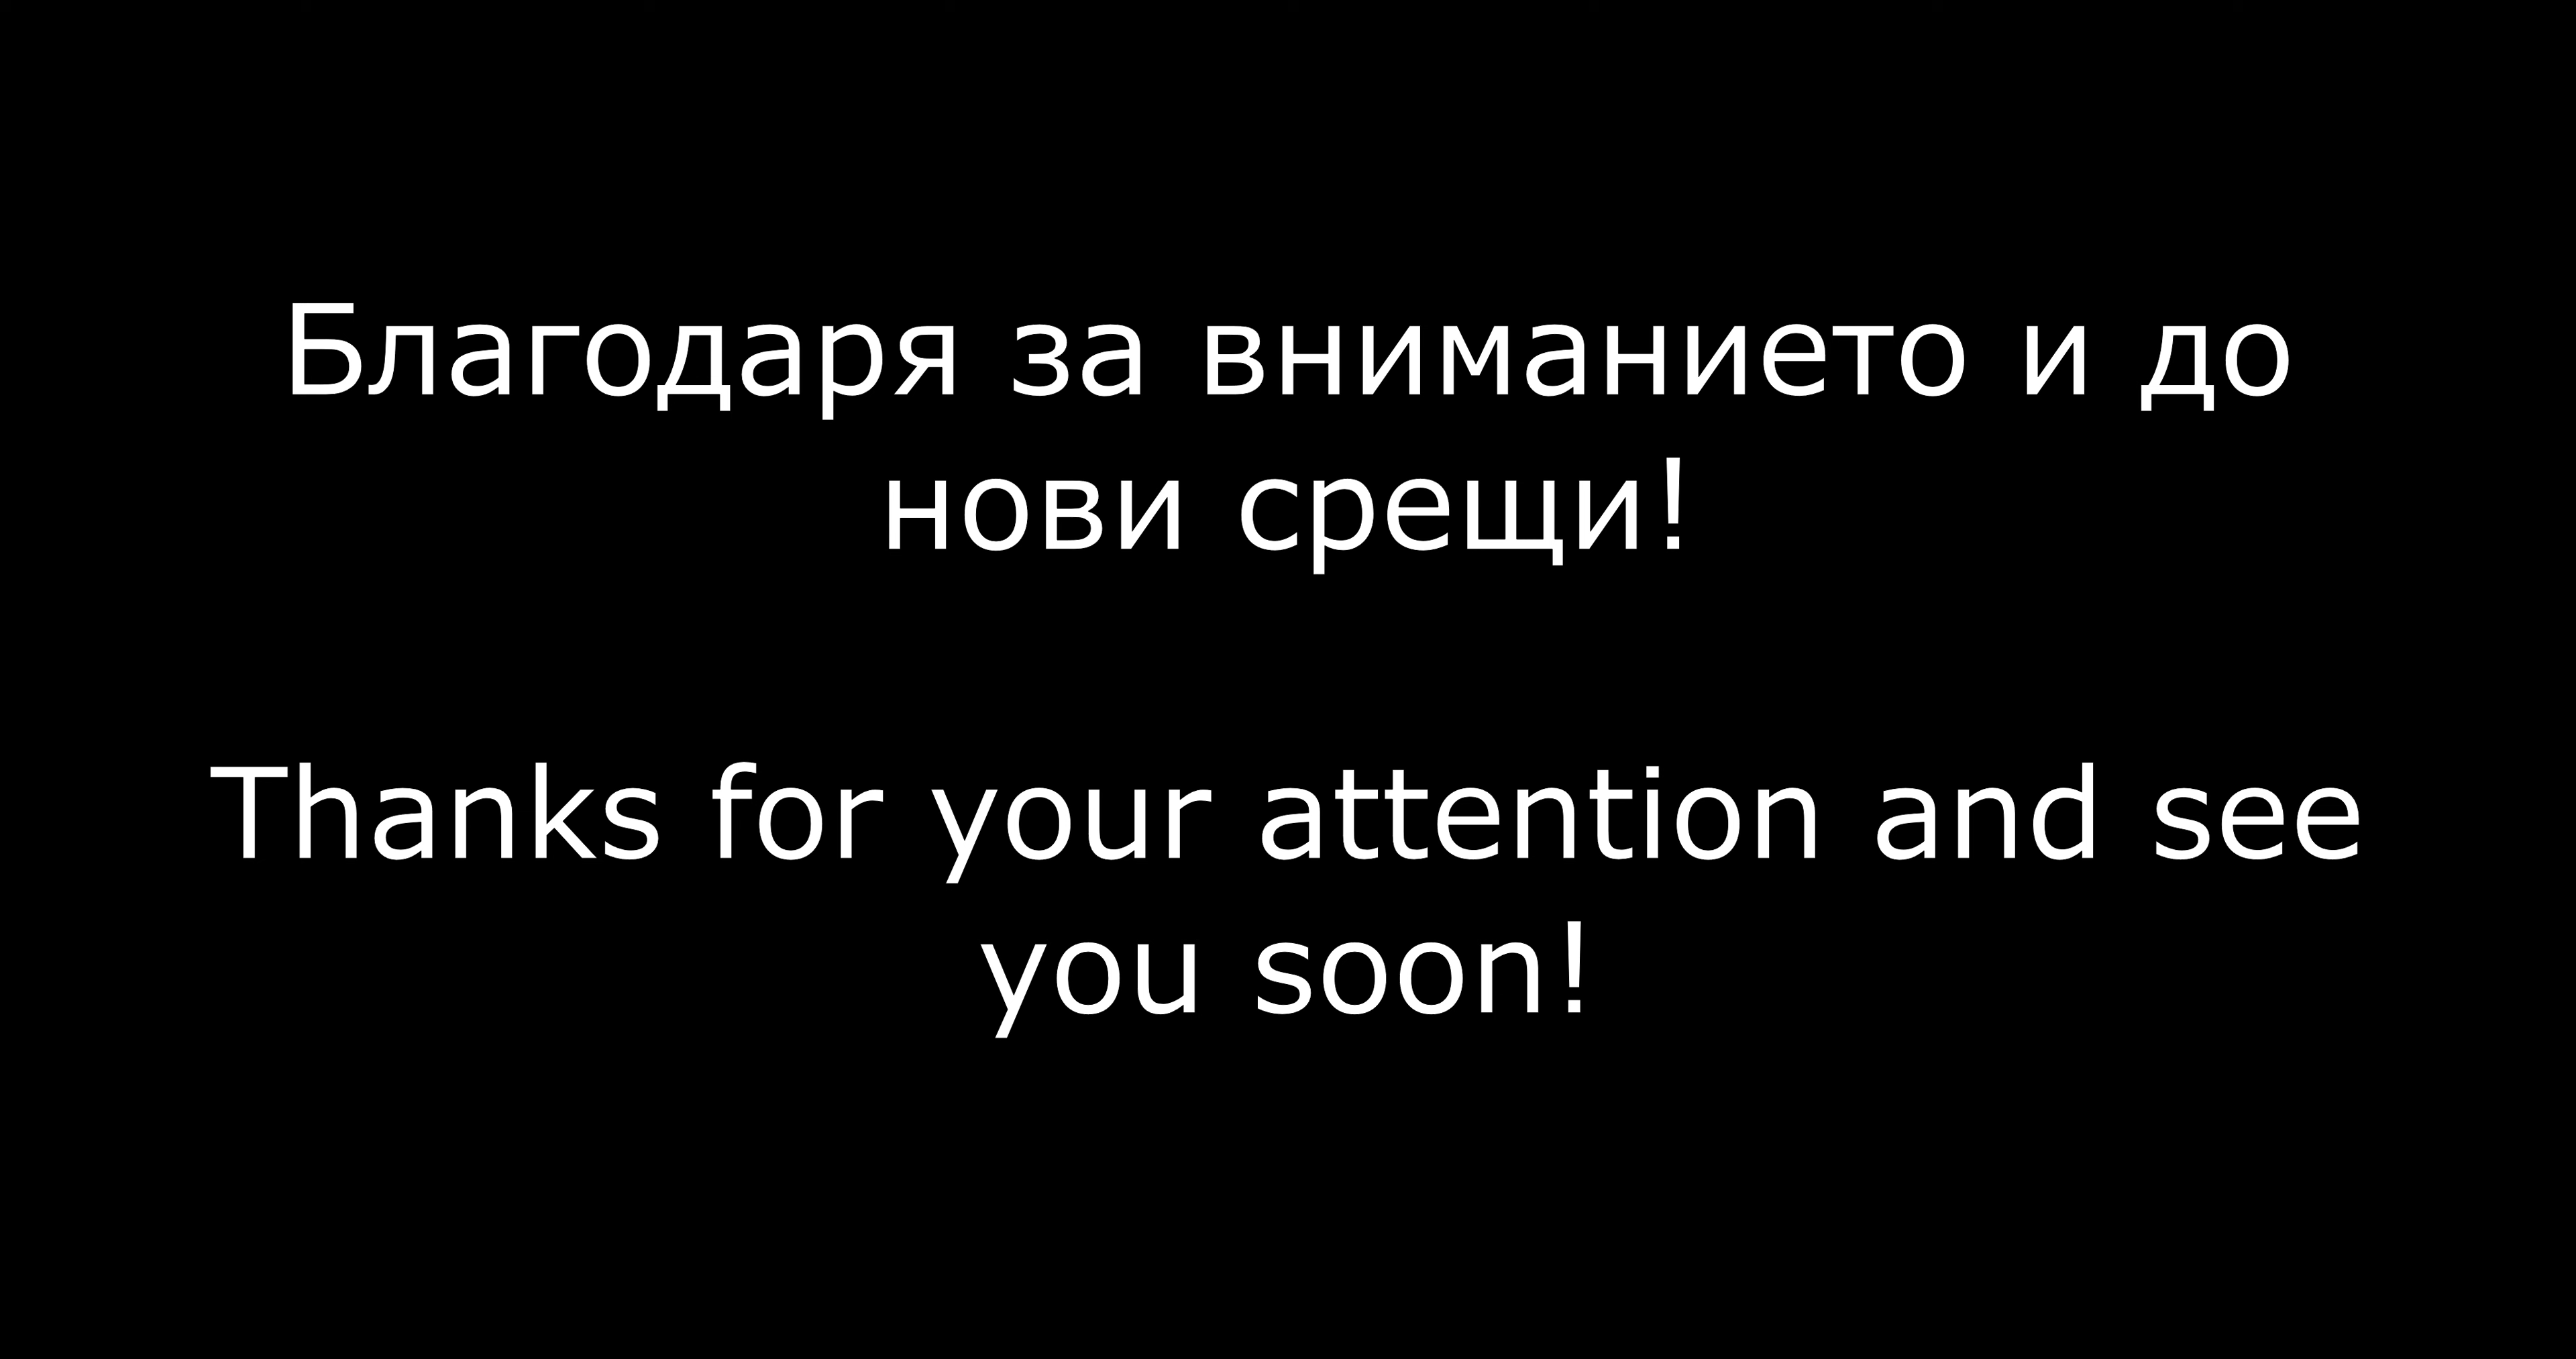 Благодаря за вниманието и до
нови срещи!
Thanks for your attention and see
you soon!